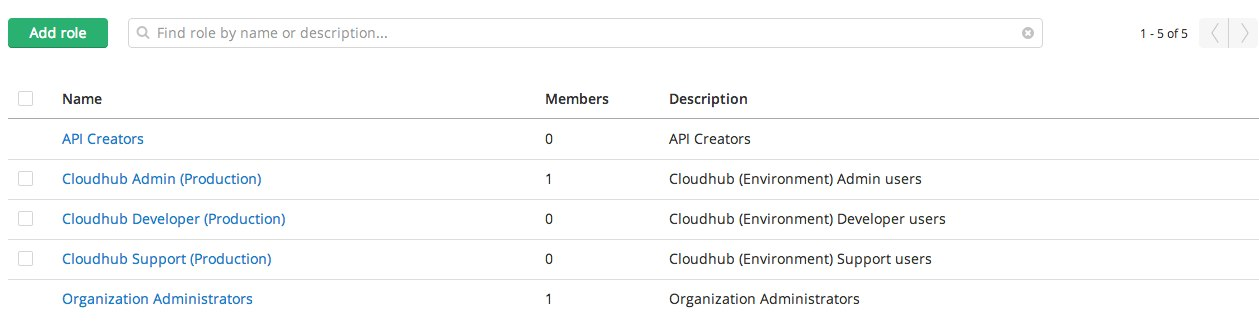 Add role Find role by name or description... 1 - 5 of 5
Name Members Description
API Creators 0 API Creators
Cloudhub Admin (Production) 1 Cloudhub (Environment) Admin users
Cloudhub Developer (Production) 0 Cloudhub (Environment) Developer users
Cloudhub Support (Production) 0 Cloudhub (Environment) Support users
Organization Administrators 1 Organization Administrators